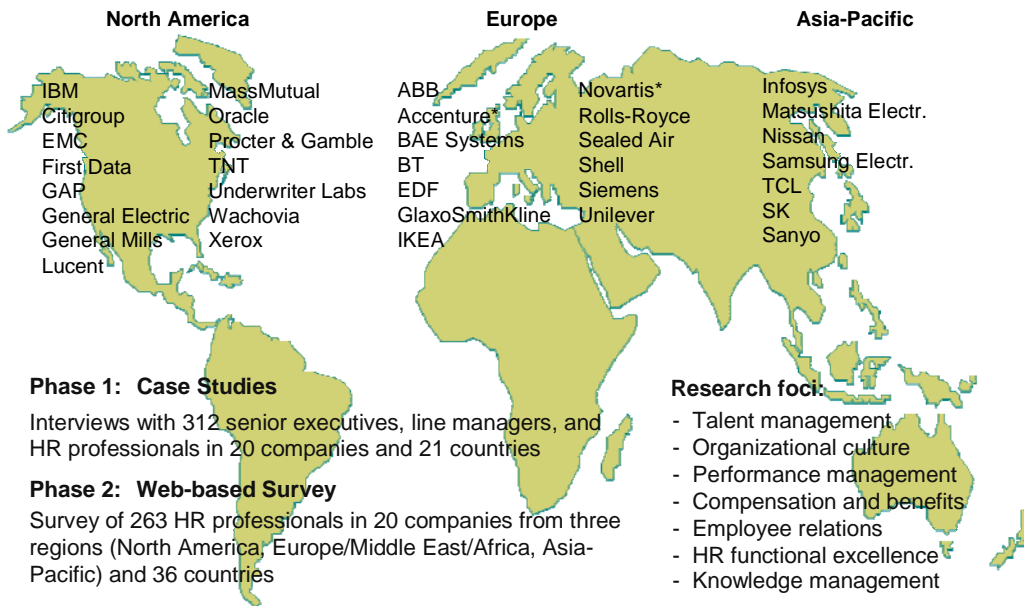 North America
IBM
Citigroup
EMC
First Data
GAP
General Electric
General Mills
Lucent
MassMutual
Oracle
Procter & Gamble
TNT
Underwriter Labs
Wachovia
Xerox
Europe
ABB
Accenture*
BAE Systems
BT
EDF
GlaxoSmithKline
IKEA
Novartis*
Rolls-Royce
Sealed Air
Shell
Siemens
Unilever
Asia-Pacific
Infosys
Matsushita Electr.
Nissan
Samsung Electr.
TCL
SK
Sanyo
Phase 1: Case Studies
Interviews with 312 senior executives, line managers, and
HR professionals in 20 companies and 21 countries
Phase 2: Web-based Survey
Survey of 263 HR professionals in 20 companies from three
regions (North America, Europe/Middle East/Africa, Asia-
Pacific) and 36 countries
Research foci:
- Talent management
- Organizational culture
- Performance management
- Compensation and benefits
- Employee relations
- HR functional excellence
- Knowledge management